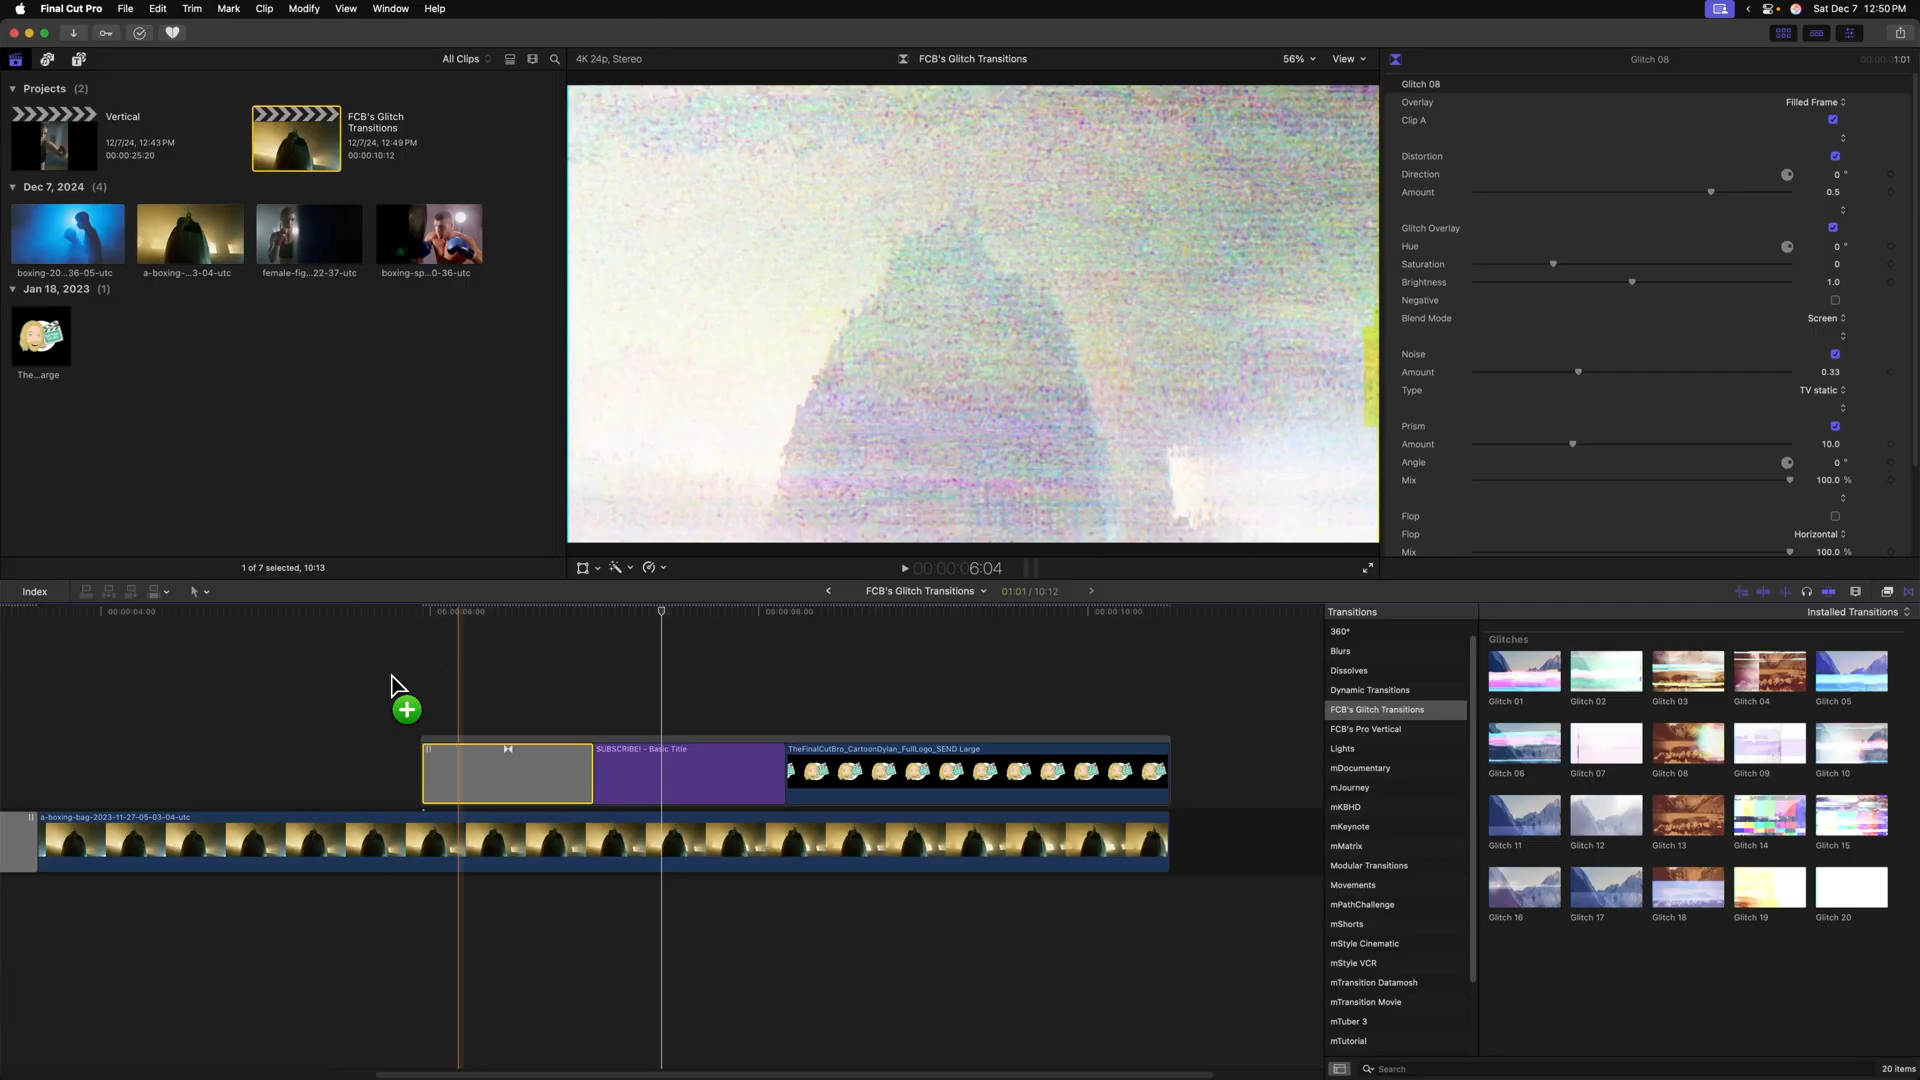 Final Cut Pro File Edit Trim Mark Clip Modify View Window Help Sat Dec 7 12:50 PM
All Clips
4K 24p, Stereo FCB's Glitch Transitions 56% View
Glitch 08 1:01
Projects (2)
Vertical
12/7/24, 12:43 PM
00:00:25:20
FCB's Glitch
Transitions
12/7/24, 12:49 PM
00:00:10:12
Dec 7, 2024 (4)
boxing-20...36-05-utc
a-boxing-...3-04-utc
female-fig...22-37-utc
boxing-sp...0-36-utc
Jan 18, 2023 (1)
The...arge
1 of 7 selected, 10:13
00:00:06:04
Glitch 08
Overlay Filled Frame
Clip A
Distortion
Direction 0 °
Amount 0.5
Glitch Overlay
Hue 0 °
Saturation 0
Brightness 1.0
Negative
Blend Mode Screen
Noise
Amount 0.33
Type TV static
Prism
Amount 10.0
Angle 0 °
Mix 100.0 %
Flop
Flop Horizontal
Mix 100.0 %
Index
FCB's Glitch Transitions 01:01 / 10:12
00:00:04:00 00:00:06:00 00:00:08:00 00:00:10:00
SUBSCRIBE! - Basic Title
TheFinalCutBro_CartoonDylan_FullLogo_SEND Large
a-boxing-bag-2023-11-27-05-03-04-utc
Transitions
Installed Transitions
360°
Blurs
Dissolves
Dynamic Transitions
FCB's Glitch Transitions
FCB's Pro Vertical
Lights
mDocumentary
mJourney
mKBHD
mKeynote
mMatrix
Modular Transitions
Movements
mPathChallenge
mShorts
mStyle Cinematic
mStyle VCR
mTransition Datamosh
mTransition Movie
mTuber 3
mTutorial
Glitches
Glitch 01 Glitch 02 Glitch 03 Glitch 04 Glitch 05
Glitch 06 Glitch 07 Glitch 08 Glitch 09 Glitch 10
Glitch 11 Glitch 12 Glitch 13 Glitch 14 Glitch 15
Glitch 16 Glitch 17 Glitch 18 Glitch 19 Glitch 20
Search
20 items